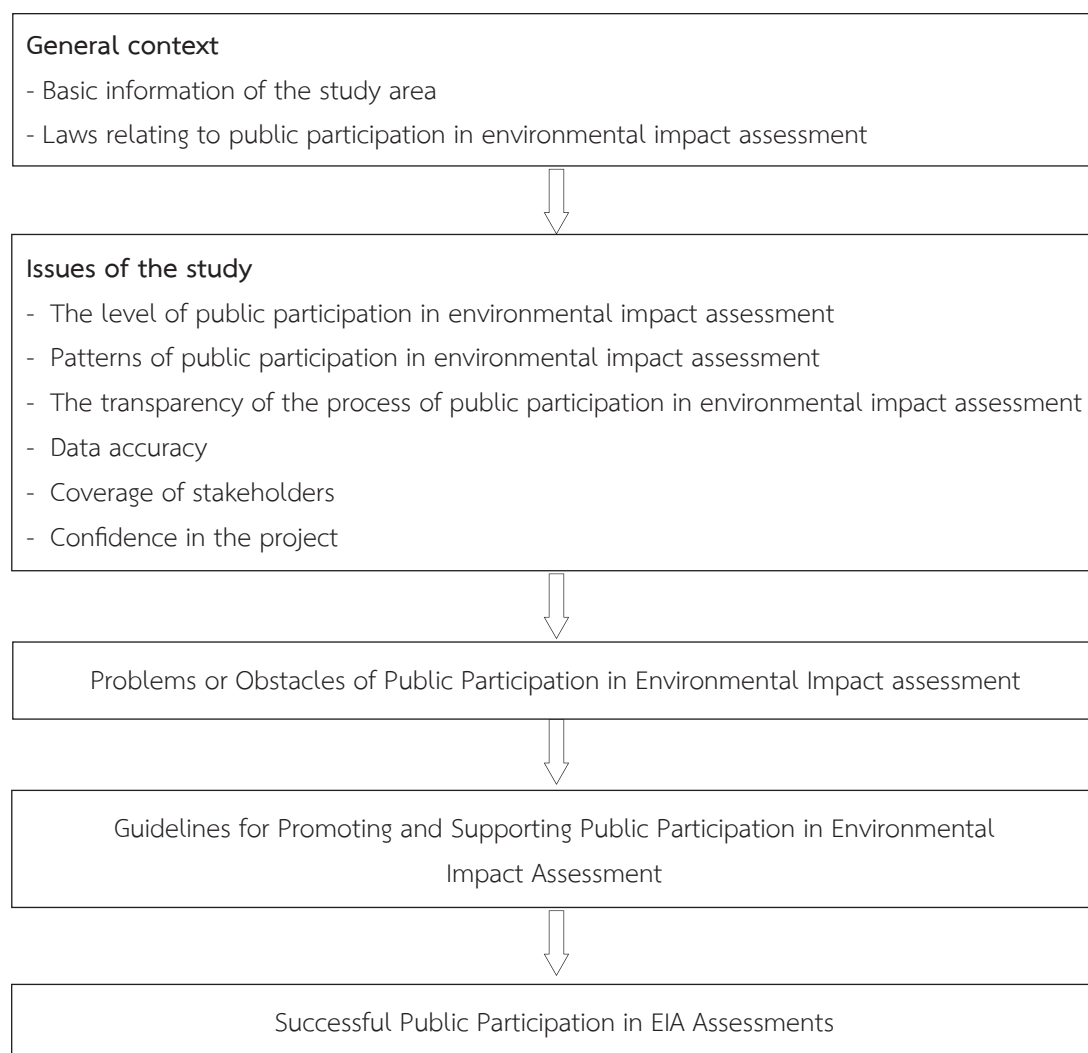 General context
- Basic information of the study area
- Laws relating to public participation in environmental impact assessment
Issues of the study
- The level of public participation in environmental impact assessment
- Patterns of public participation in environmental impact assessment
- The transparency of the process of public participation in environmental impact assessment
- Data accuracy
- Coverage of stakeholders
- Confidence in the project
Problems or Obstacles of Public Participation in Environmental Impact assessment
Guidelines for Promoting and Supporting Public Participation in Environmental
Impact Assessment
Successful Public Participation in EIA Assessments